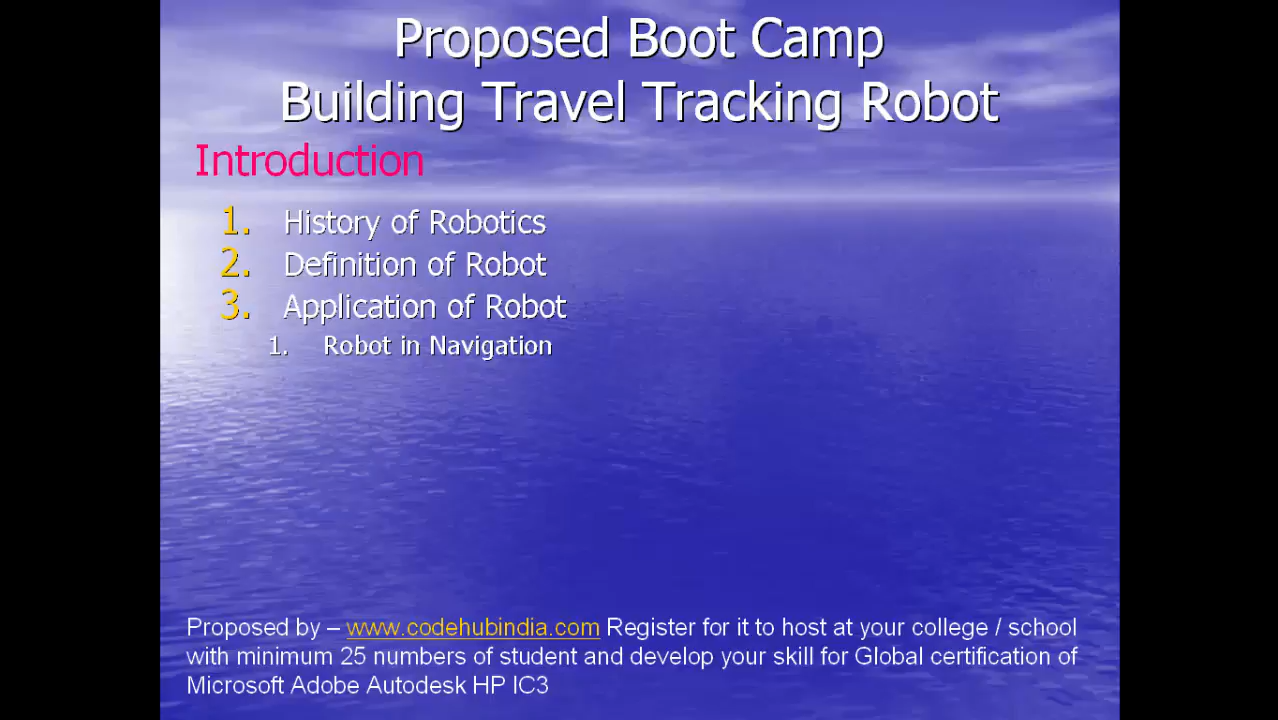 Proposed Boot Camp
Building Travel Tracking Robot
Introduction
1. History of Robotics
2. Definition of Robot
3. Application of Robot
1. Robot in Navigation
Proposed by – www.codehubindia.com Register for it to host at your college / school
with minimum 25 numbers of student and develop your skill for Global certification of
Microsoft Adobe Autodesk HP IC3